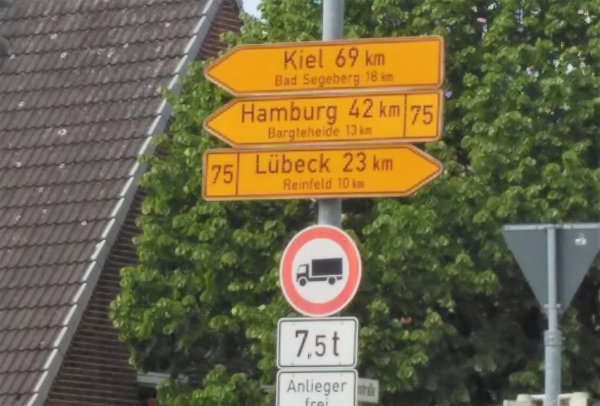 Kiel 69 km
Bad Segeberg 18 km
Hamburg 42 km 75
Bargteheide 13 km
75 Lübeck 23 km
Reinfeld 10 km
7,5 t
Anlieger
frei